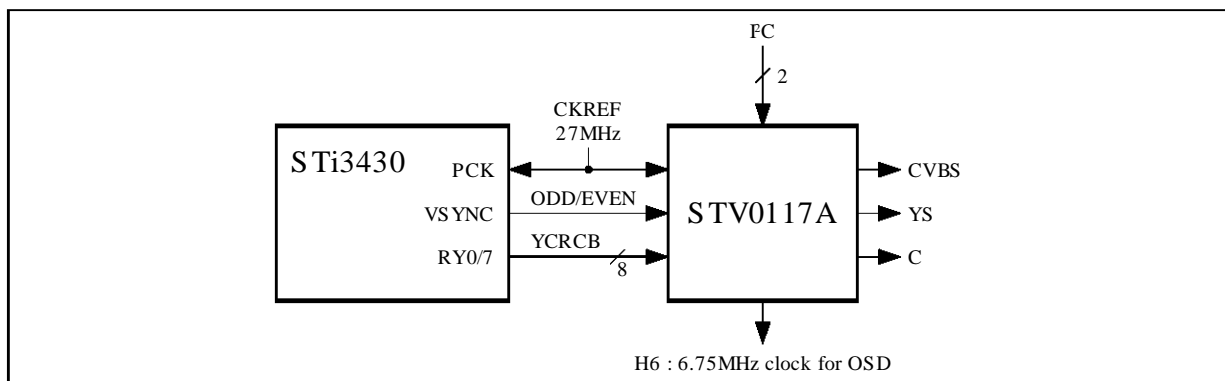 I²C
2
CKREF
27MHz
STi3430
PCK
CVBS
ODD/EVEN
STV0117A
VSYNC
YS
YCRCB
RY0/7
8
C
H6 : 6.75MHz clock for OSD